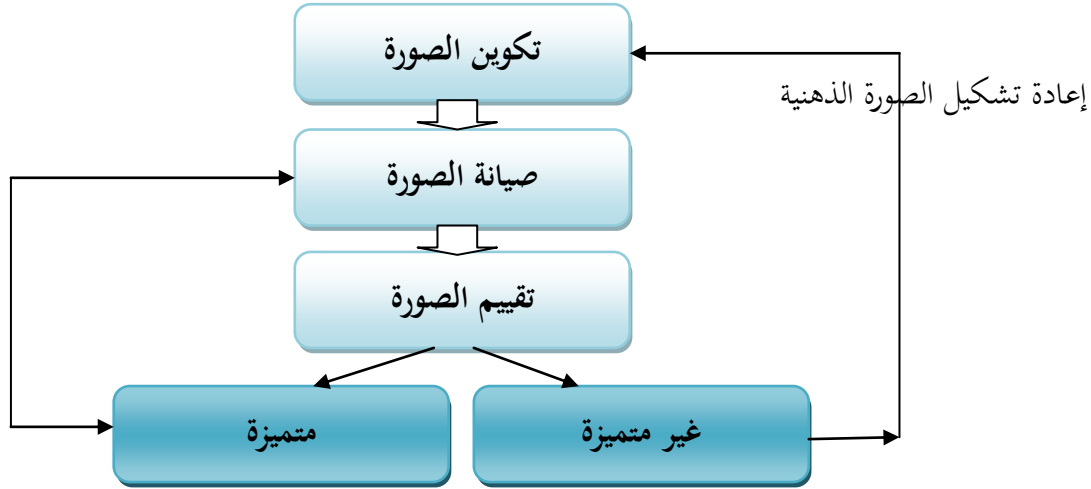 تكوين الصورة
إعادة تشكيل الصورة الذهنية
صيانة الصورة
تقييم الصورة
غير متميزة
متميزة